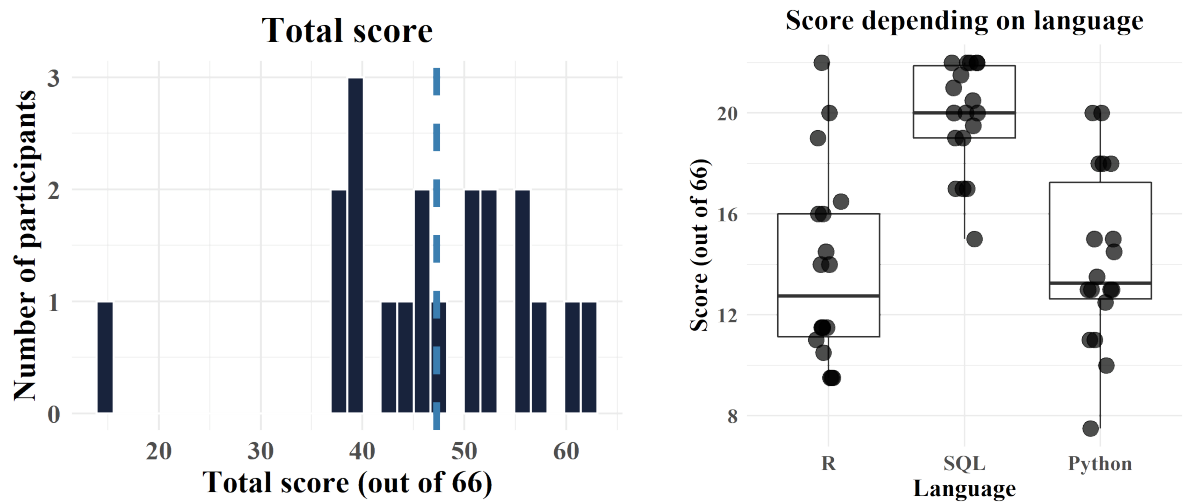 Total score
Number of participants
3
2
1
0
20 30 40 50 60
Total score (out of 66)
Score depending on language
Score (out of 66)
20
16
12
8
R SQL Python
Language